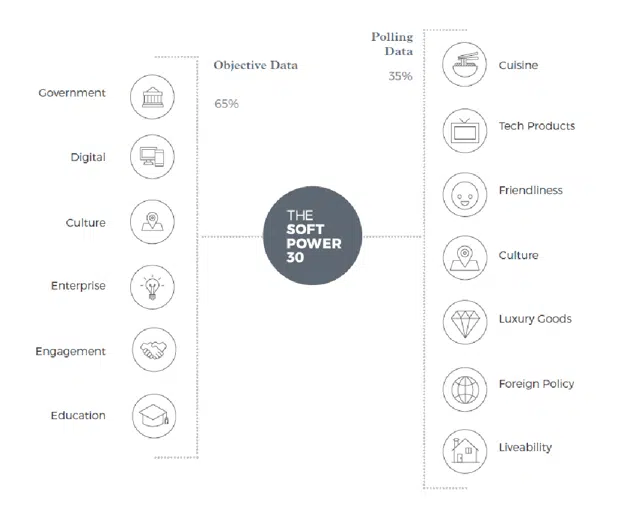 Government
Digital
Culture
Enterprise
Engagement
Education
Objective Data
65%
THE
SOFT
POWER
30
Polling
Data
35%
Cuisine
Tech Products
Friendliness
Culture
Luxury Goods
Foreign Policy
Liveability